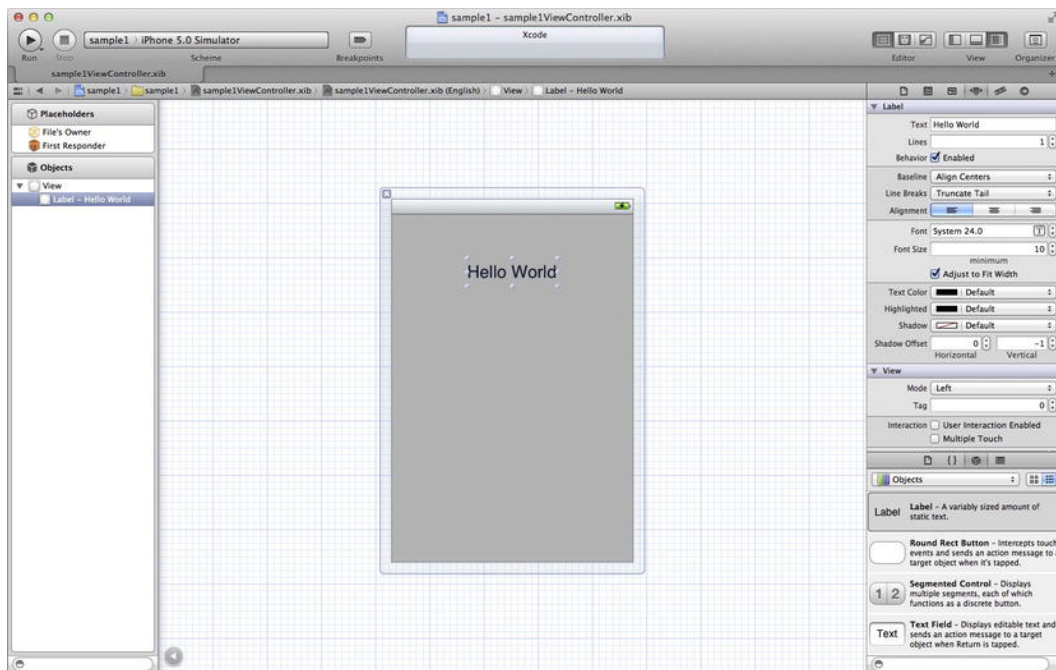 sample1 – sample1ViewController.xib
sample1 › iPhone 5.0 Simulator
Xcode
Run
Stop
Scheme
Breakpoints
Editor
View
Organizer
sample1ViewController.xib
sample1 › sample1 › sample1ViewController.xib › sample1ViewController.xib (English) › View › Label – Hello World
Placeholders
File's Owner
First Responder
Objects
View
Label – Hello World
Hello World
Label
Text Hello World
Lines 1
Behavior Enabled
Baseline Align Centers
Line Breaks Truncate Tail
Alignment
Font System 24.0
Font Size 10
minimum
Adjust to Fit Width
Text Color Default
Highlighted Default
Shadow Default
Shadow Offset 0 -1
Horizontal Vertical
View
Mode Left
Tag 0
Interaction User Interaction Enabled
Multiple Touch
{}
Objects
Label
Label – A variably sized amount of
static text.
Round Rect Button – Intercepts touch
events and sends an action message to a
target object when it's tapped.
1 2
Segmented Control – Displays
multiple segments, each of which
functions as a discrete button.
Text
Text Field – Displays editable text and
sends an action message to a target
object when Return is tapped.